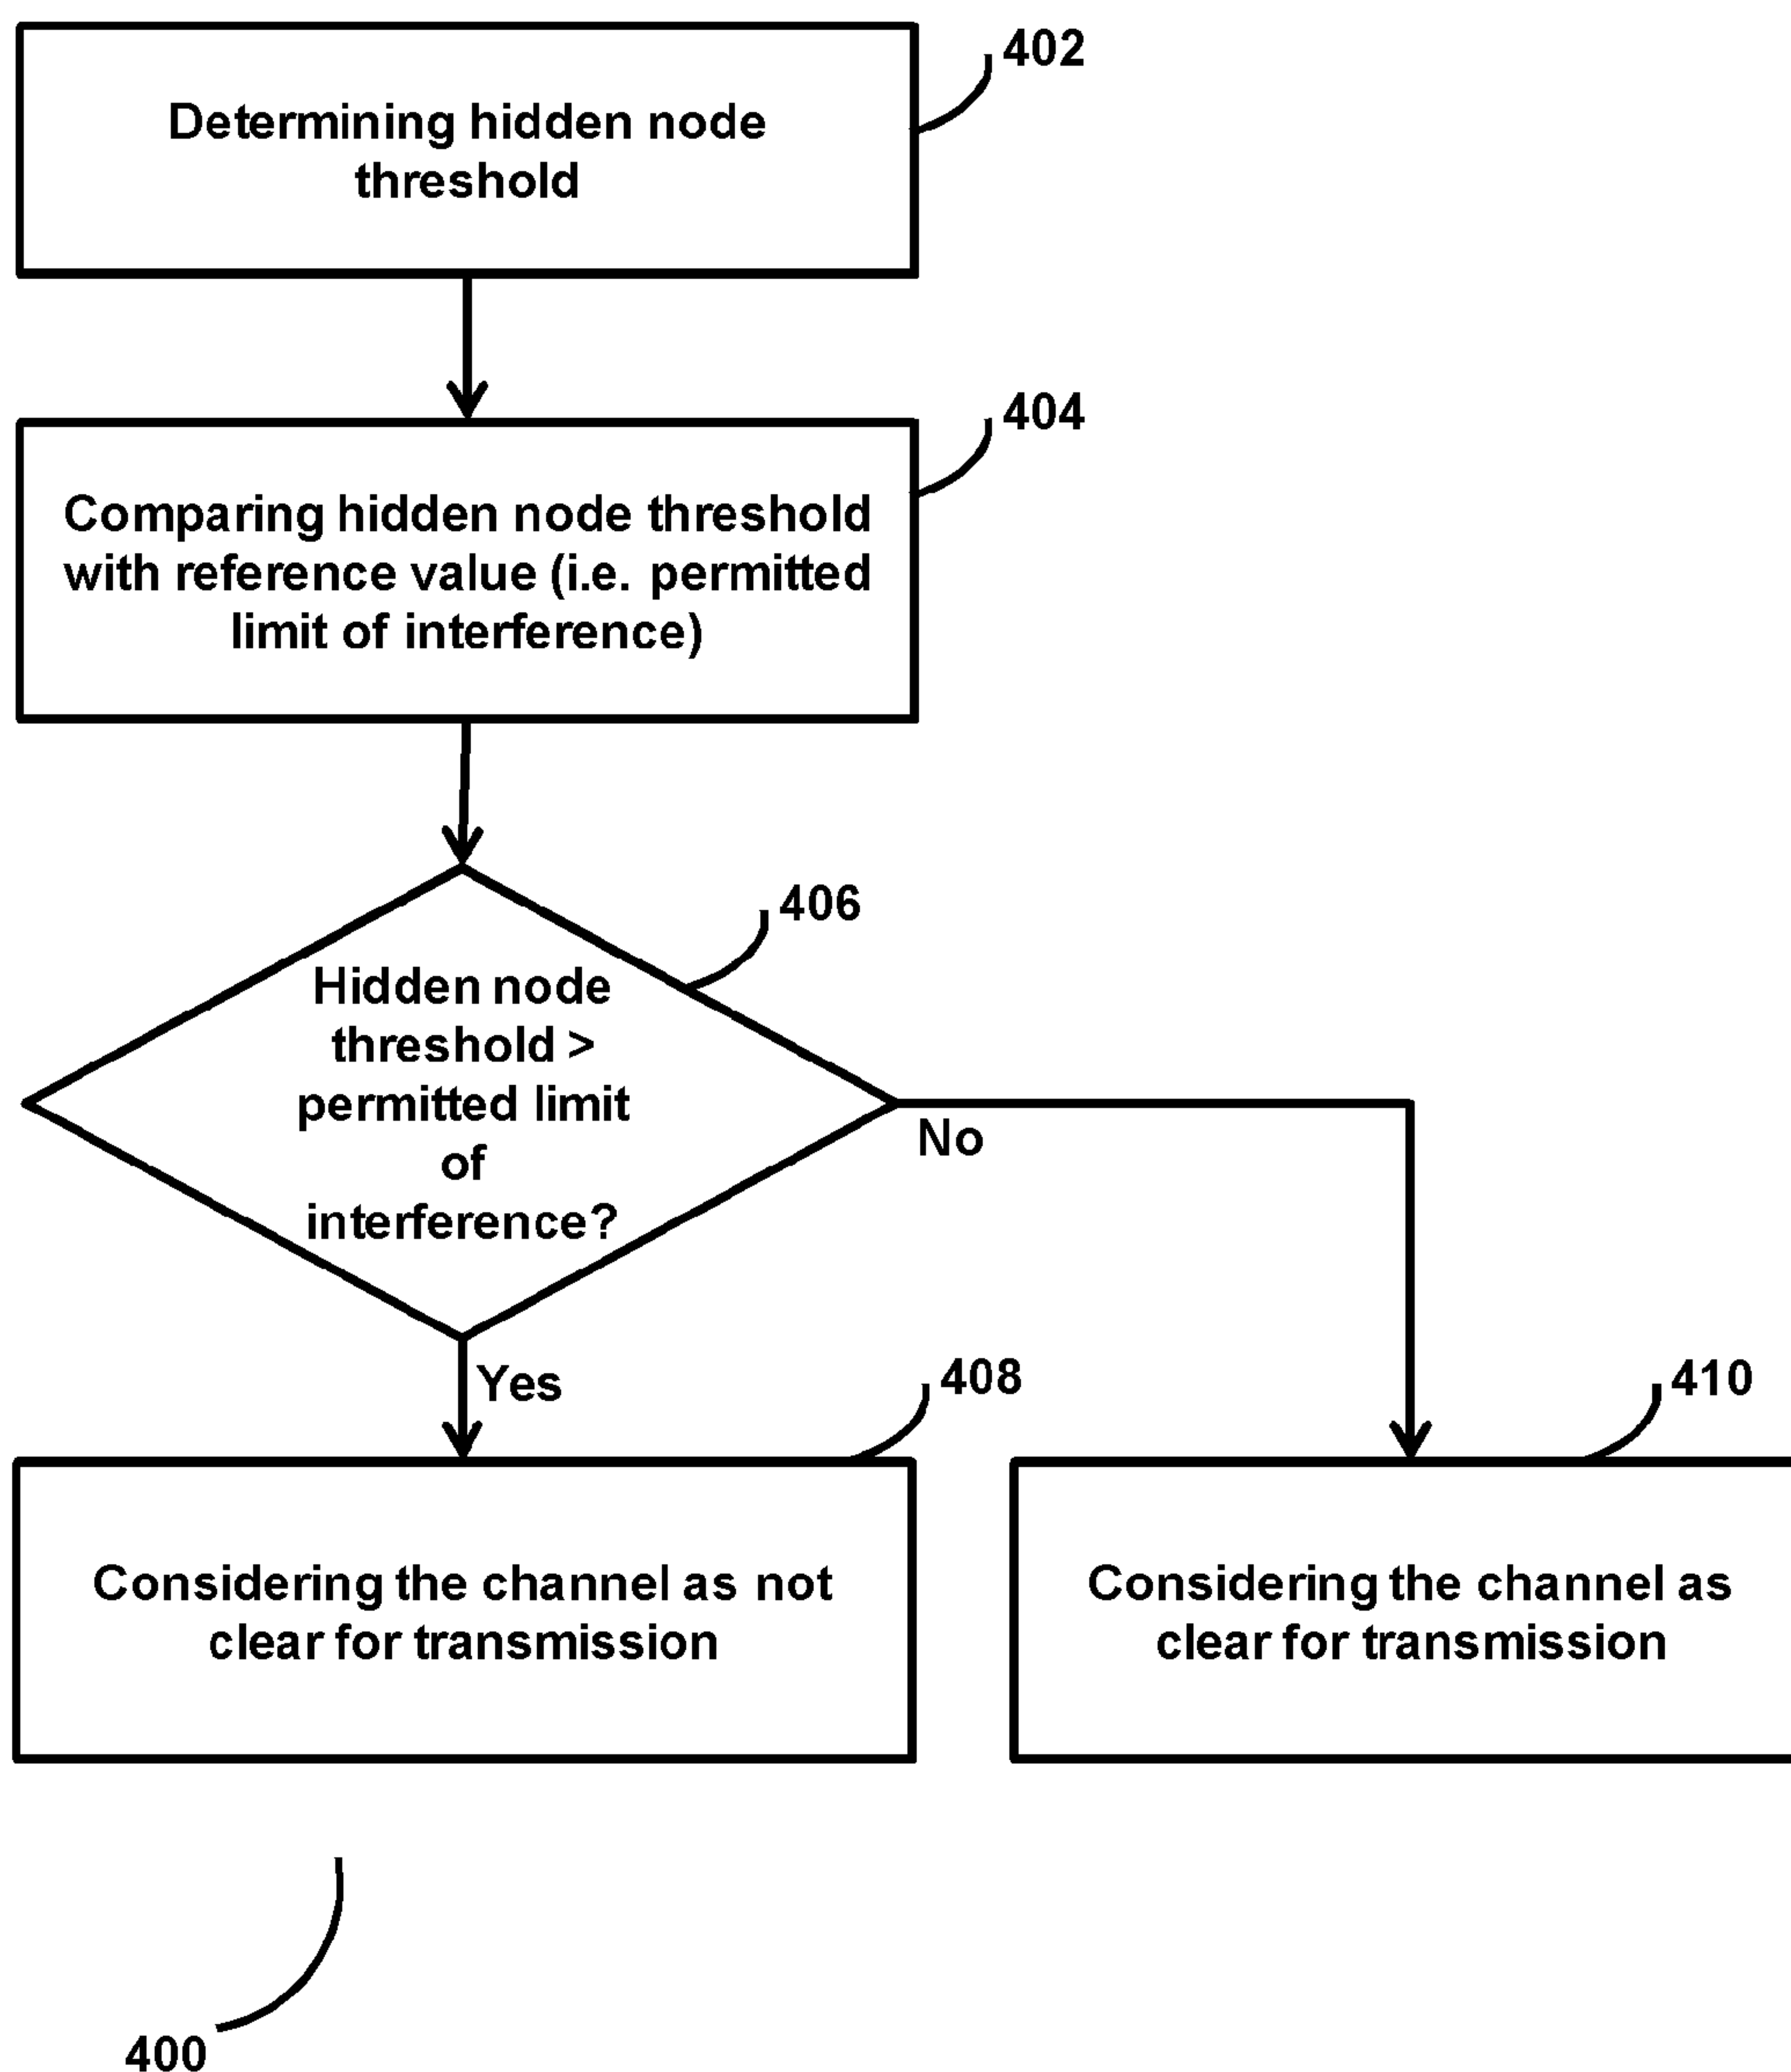 402
Determining hidden node
threshold
404
Comparing hidden node threshold
with reference value (i.e. permitted
limit of interference)
406
Hidden node
threshold >
permitted limit
of
interference?
No
Yes
408
410
Considering the channel as not
clear for transmission
Considering the channel as
clear for transmission
400